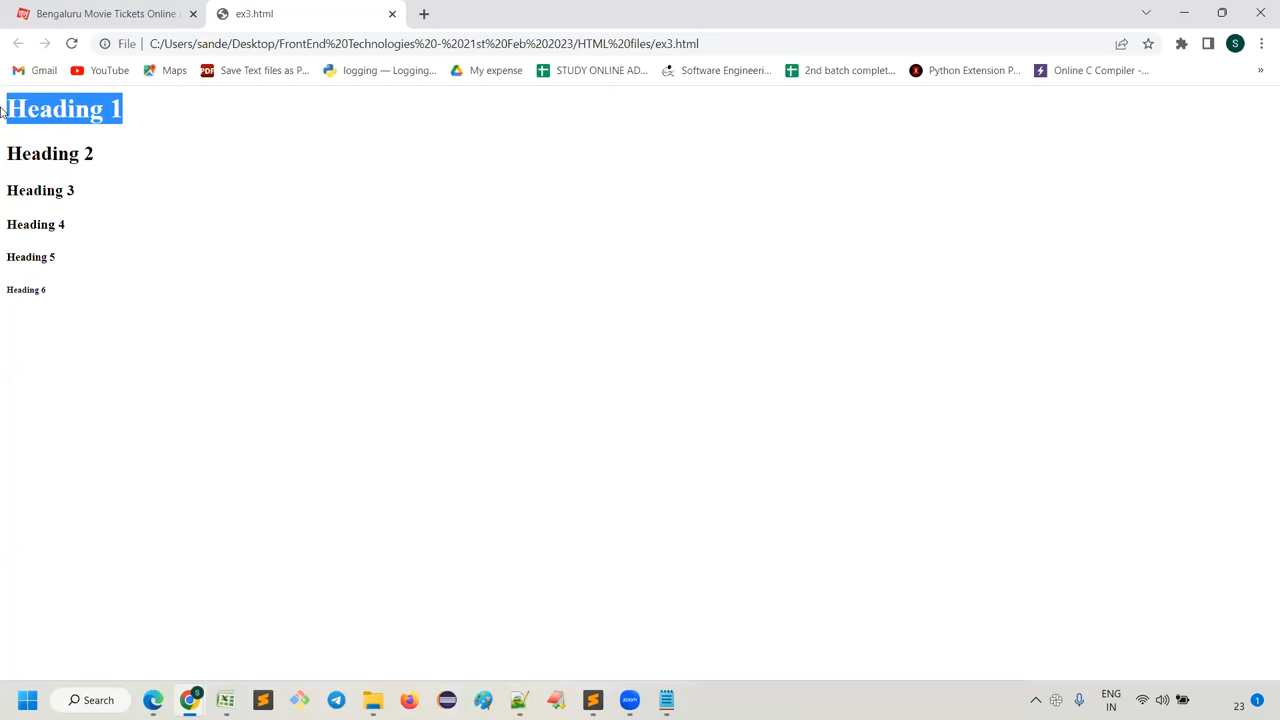 Bengaluru Movie Tickets Online
ex3.html
File
C:/Users/sande/Desktop/FrontEnd%20Technologies%20-%2021st%20Feb%202023/HTML%20files/ex3.html
S
Gmail
YouTube
Maps
PDF
Save Text files as P...
logging — Logging...
My expense
STUDY ONLINE AD...
Software Engineeri...
2nd batch complet...
Python Extension P...
Online C Compiler -...
»
Heading 1
Heading 2
Heading 3
Heading 4
Heading 5
Heading 6
Search
S
zoom
ENG
IN
23
1